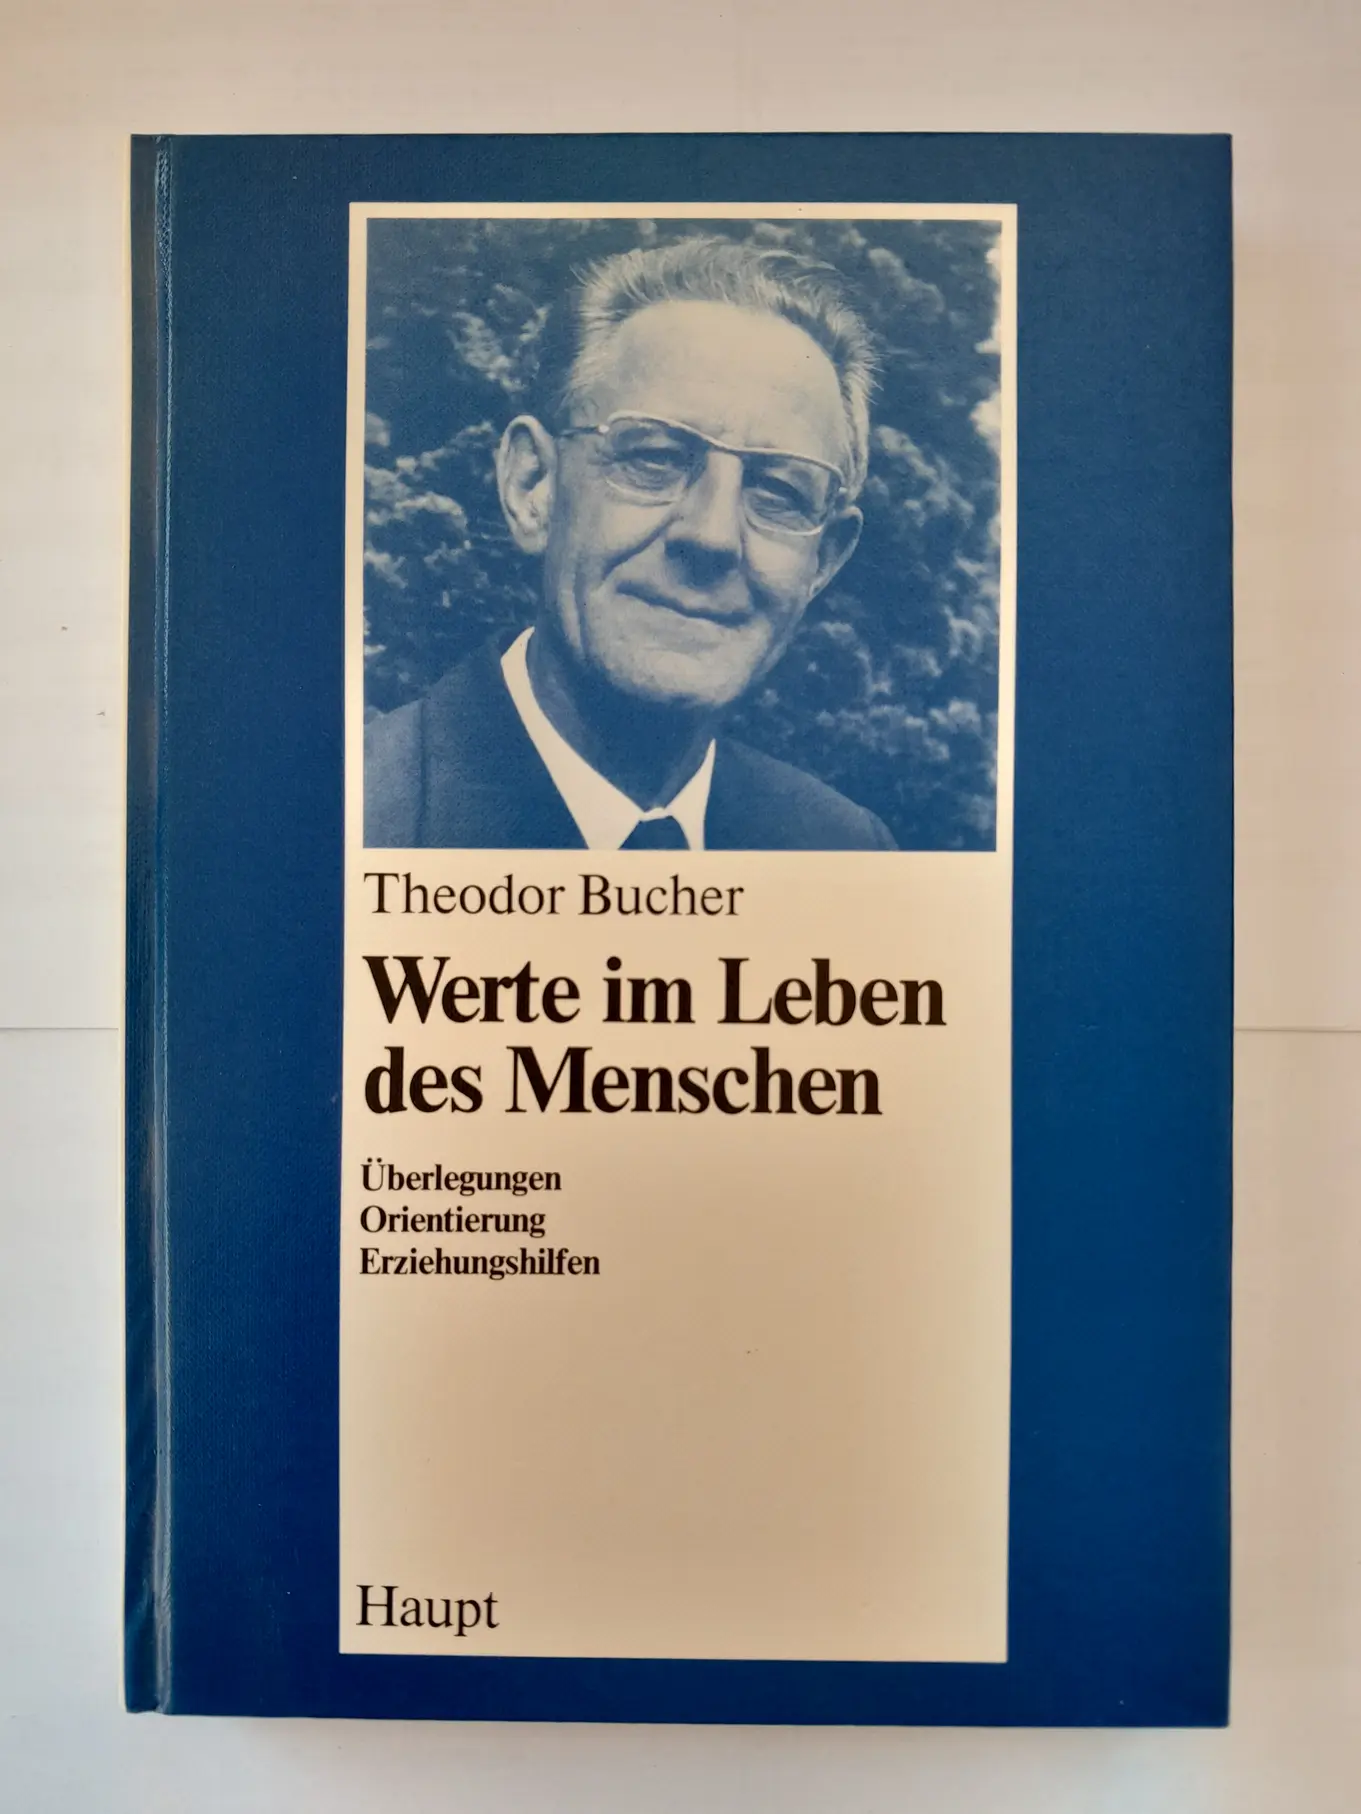 Theodor Bucher
Werte im Leben
des Menschen
Überlegungen
Orientierung
Erziehungshilfen
Haupt